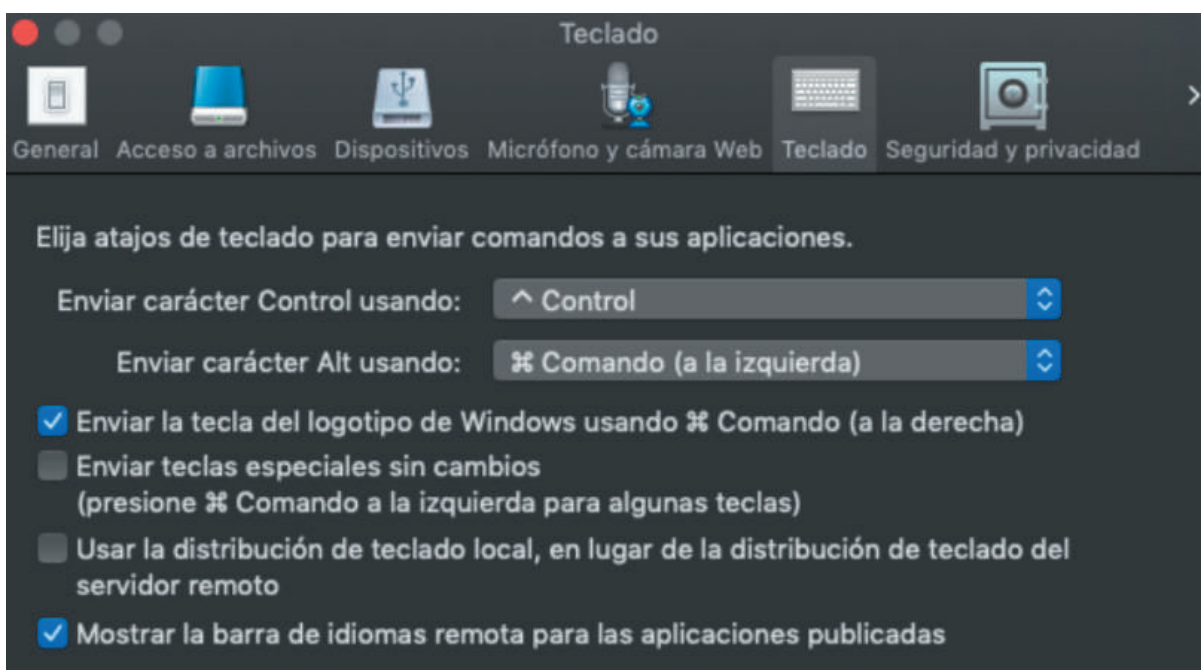 Teclado
General Acceso a archivos Dispositivos Micrófono y cámara Web Teclado Seguridad y privacidad
Elija atajos de teclado para enviar comandos a sus aplicaciones.
Enviar carácter Control usando: ^ Control
Enviar carácter Alt usando: ⌘ Comando (a la izquierda)
Enviar la tecla del logotipo de Windows usando ⌘ Comando (a la derecha)
Enviar teclas especiales sin cambios
(presione ⌘ Comando a la izquierda para algunas teclas)
Usar la distribución de teclado local, en lugar de la distribución de teclado del
servidor remoto
Mostrar la barra de idiomas remota para las aplicaciones publicadas